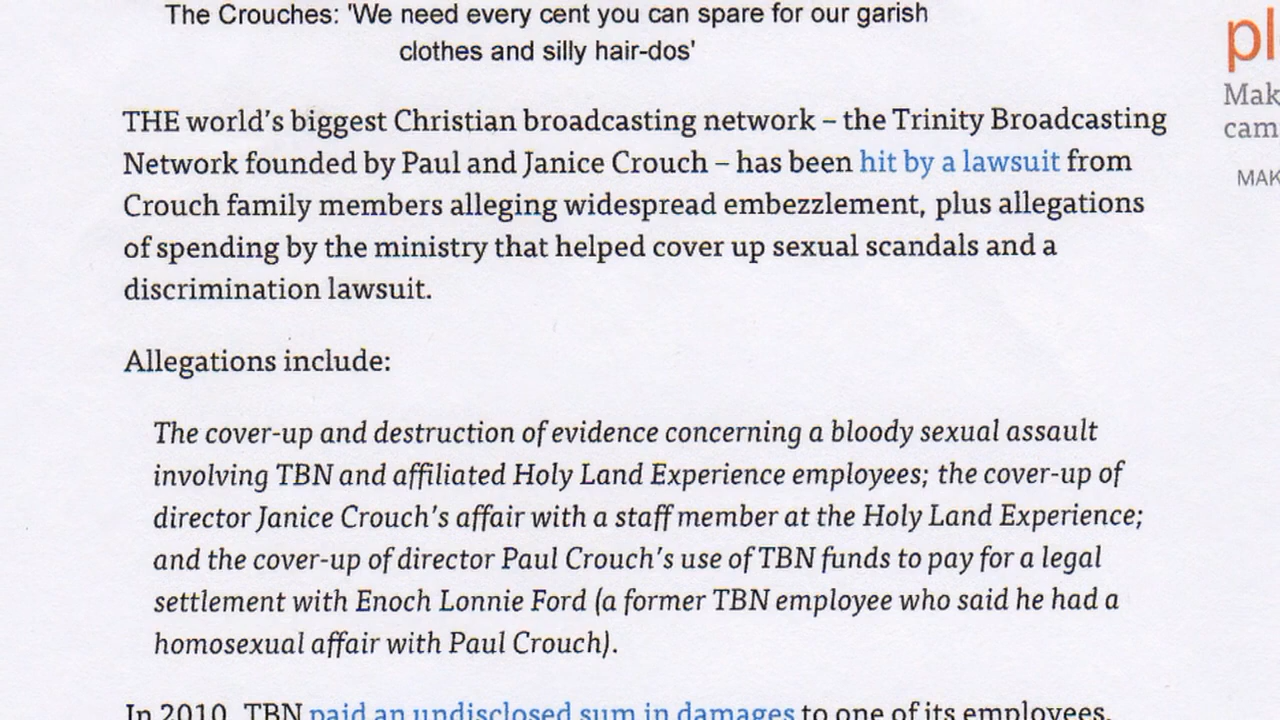 The Crouches: 'We need every cent you can spare for our garish
clothes and silly hair-dos'
THE world's biggest Christian broadcasting network – the Trinity Broadcasting
Network founded by Paul and Janice Crouch – has been hit by a lawsuit from
Crouch family members alleging widespread embezzlement, plus allegations
of spending by the ministry that helped cover up sexual scandals and a
discrimination lawsuit.
Allegations include:
The cover-up and destruction of evidence concerning a bloody sexual assault
involving TBN and affiliated Holy Land Experience employees; the cover-up of
director Janice Crouch's affair with a staff member at the Holy Land Experience;
and the cover-up of director Paul Crouch's use of TBN funds to pay for a legal
settlement with Enoch Lonnie Ford (a former TBN employee who said he had a
homosexual affair with Paul Crouch).
In 2010, TBN paid an undisclosed sum in damages to one of its employees,
pl
Mak
cam
MAK